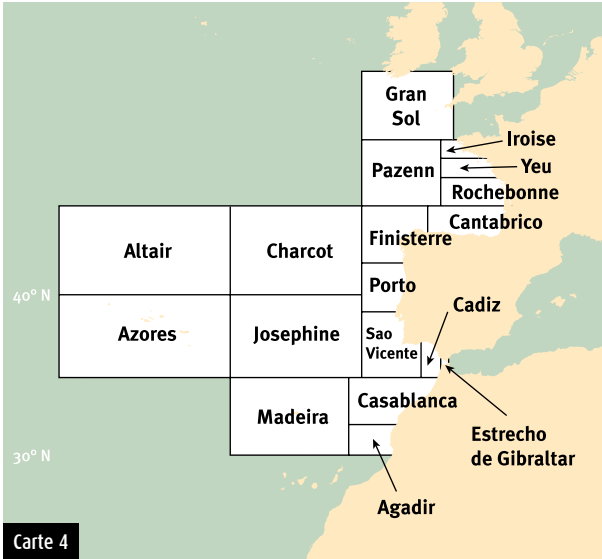 Gran
Sol
Iroise
Pazenn
Yeu
Rochebonne
Cantabrico
Finisterre
Altair
Charcot
Porto
40° N
Cadiz
Azores
Josephine
Sao
Vicente
Casablanca
Madeira
Estrecho
de Gibraltar
30° N
Agadir
Carte 4